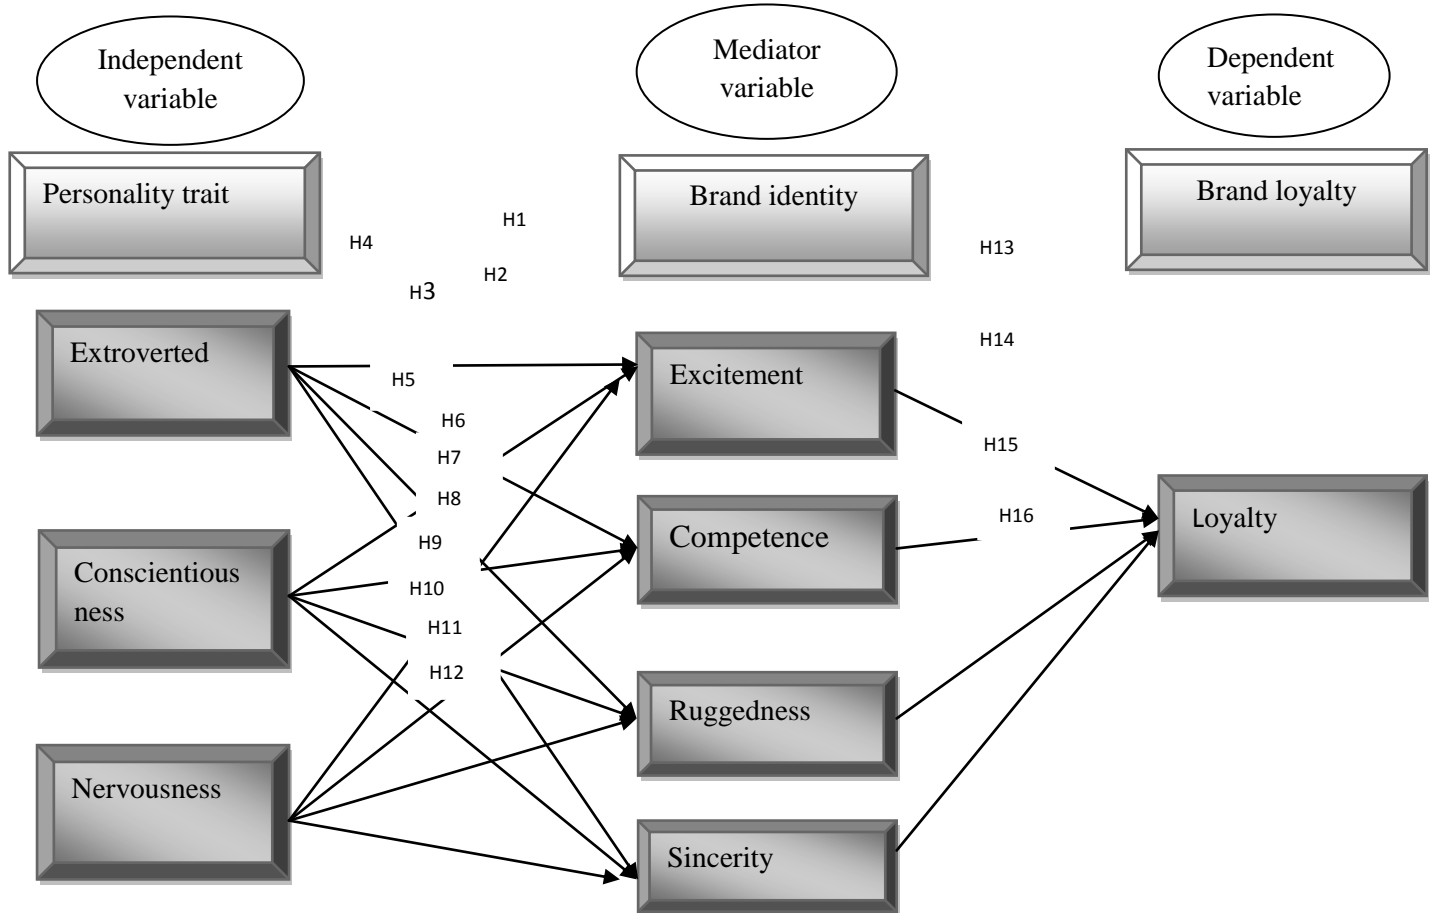 Independent
variable
Mediator
variable
Dependent
variable
Personality trait
Brand identity
Brand loyalty
H1
H4
H13
H2
H3
Extroverted
H14
Excitement
H5
H6
H15
H7
H8
Loyalty
H16
Competence
H9
Conscientious
ness
H10
H11
H12
Ruggedness
Nervousness
Sincerity